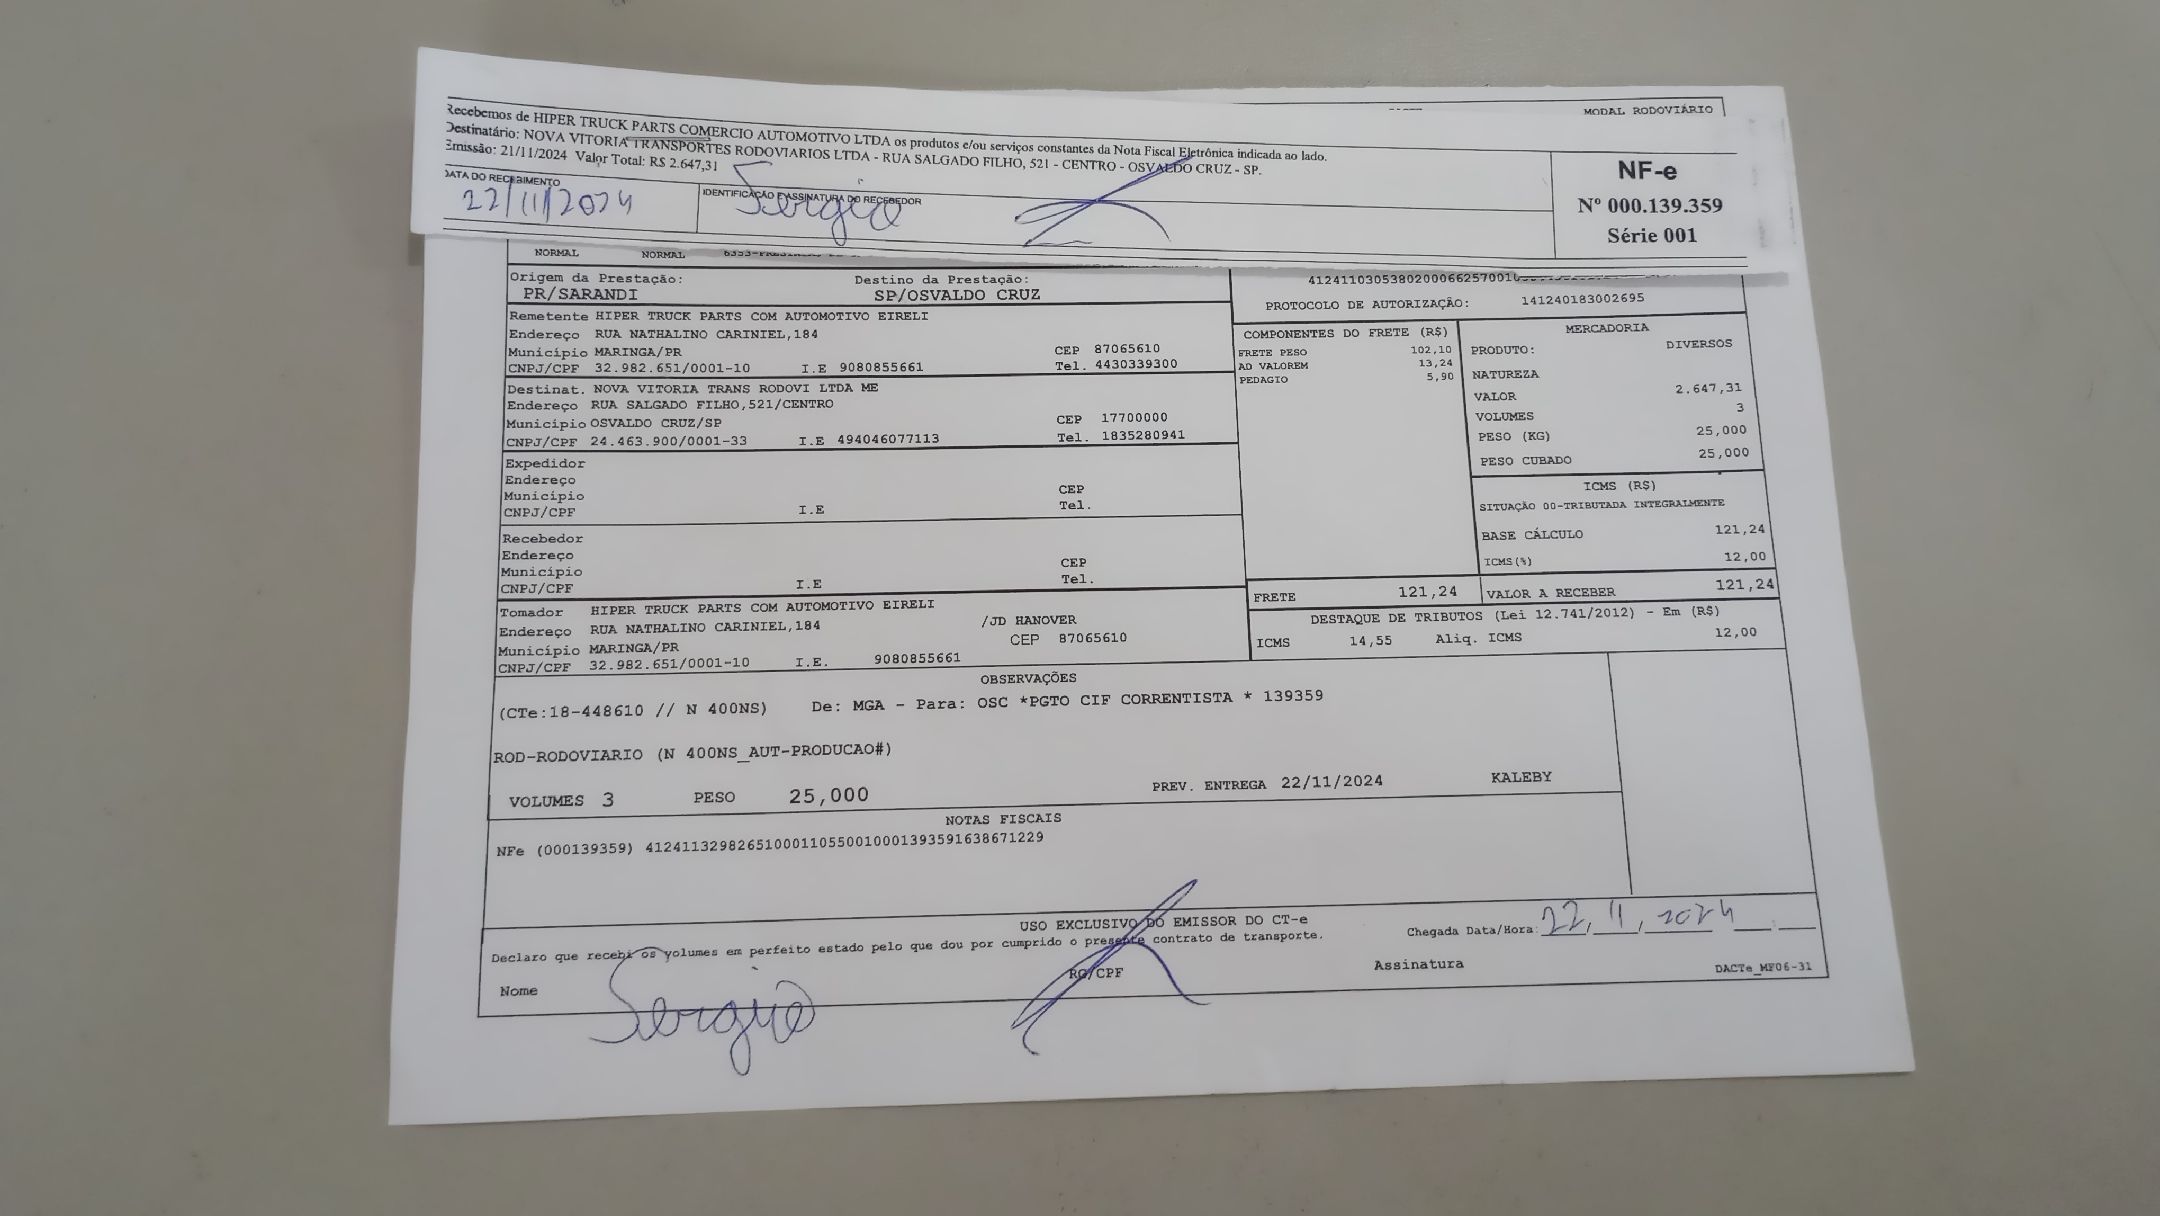 MODAL RODOVIÁRIO
Recebemos de HIPER TRUCK PARTS COMERCIO AUTOMOTIVO LTDA os produtos e/ou serviços constantes da Nota Fiscal Eletrônica indicada ao lado.
Destinatário: NOVA VITORIA TRANSPORTES RODOVIARIOS LTDA - RUA SALGADO FILHO, 521 - CENTRO - OSVALDO CRUZ - SP.
Emissão: 21/11/2024 Valor Total: R$ 2.647,31
DATA DO RECEBIMENTO
22/11/2024
IDENTIFICAÇÃO E ASSINATURA DO RECEBEDOR
Sergio
NF-e
Nº 000.139.359
Série 001
NORMAL NORMAL
Origem da Prestação: Destino da Prestação:
PR/SARANDI SP/OSVALDO CRUZ
PROTOCOLO DE AUTORIZAÇÃO: 141240183002695
Remetente HIPER TRUCK PARTS COM AUTOMOTIVO EIRELI
Endereço RUA NATHALINO CARINIEL,184
Município MARINGA/PR CEP 87065610
CNPJ/CPF 32.982.651/0001-10 I.E 9080855661 Tel. 4430339300
Destinat. NOVA VITORIA TRANS RODOVI LTDA ME
Endereço RUA SALGADO FILHO,521/CENTRO
Município OSVALDO CRUZ/SP CEP 17700000
CNPJ/CPF 24.463.900/0001-33 I.E 494046077113 Tel. 1835280941
Expedidor
Endereço
Município CEP
CNPJ/CPF I.E Tel.
Recebedor
Endereço
Município CEP
CNPJ/CPF I.E Tel.
Tomador HIPER TRUCK PARTS COM AUTOMOTIVO EIRELI
Endereço RUA NATHALINO CARINIEL,184 /JD HANOVER
Município MARINGA/PR CEP 87065610
CNPJ/CPF 32.982.651/0001-10 I.E. 9080855661
COMPONENTES DO FRETE (R$)
FRETE PESO 102,10
AD VALOREM 13,24
PEDAGIO 5,90
MERCADORIA
PRODUTO: DIVERSOS
NATUREZA
VALOR 2.647,31
VOLUMES 3
PESO (KG) 25,000
PESO CUBADO 25,000
ICMS (R$)
SITUAÇÃO 00-TRIBUTADA INTEGRALMENTE
BASE CÁLCULO 121,24
ICMS(%) 12,00
FRETE 121,24 VALOR A RECEBER 121,24
DESTAQUE DE TRIBUTOS (Lei 12.741/2012) - Em (R$)
ICMS 14,55 Aliq. ICMS 12,00
OBSERVAÇÕES
(CTe:18-448610 // N 400NS) De: MGA - Para: OSC *PGTO CIF CORRENTISTA * 139359
ROD-RODOVIARIO (N 400NS_AUT-PRODUCAO#)
VOLUMES 3 PESO 25,000 PREV. ENTREGA 22/11/2024 KALEBY
NOTAS FISCAIS
NFe (000139359) 41241132982651000110550010001393591638671229
USO EXCLUSIVO DO EMISSOR DO CT-e
Declaro que recebi os volumes em perfeito estado pelo que dou por cumprido o presente contrato de transporte.
Chegada Data/Hora: 22, 11, 2024
Nome Sergio RG/CPF Assinatura
DACTe_MF06-31